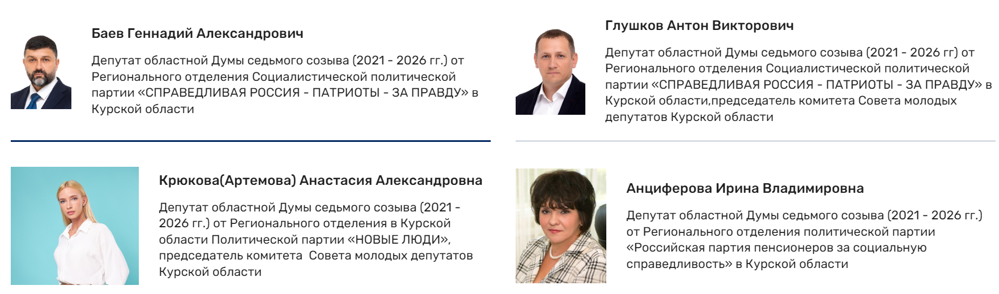 Баев Геннадий Александрович
Депутат областной Думы седьмого созыва (2021 - 2026 гг.) от
Регионального отделения Социалистической политической
партии «СПРАВЕДЛИВАЯ РОССИЯ - ПАТРИОТЫ - ЗА ПРАВДУ» в
Курской области
Глушков Антон Викторович
Депутат областной Думы седьмого созыва (2021 - 2026 гг) от
Регионального отделения Социалистической политической
партии «СПРАВЕДЛИВАЯ РОССИЯ - ПАТРИОТЫ - ЗА ПРАВДУ» в
Курской области,председатель комитета Совета молодых
депутатов Курской области
Крюкова(Артемова) Анастасия Александровна
Депутат областной Думы седьмого созыва (2021 -
2026 гг.) от Регионального отделения в Курской
области Политической партии «НОВЫЕ ЛЮДИ»,
председатель комитета  Совета молодых депутатов
Курской области
Анциферова Ирина Владимировна
Депутат областной Думы седьмого созыва (2021 - 2026 гг.)
от Регионального отделения политической партии
«Российская партия пенсионеров за социальную
справедливость» в Курской области